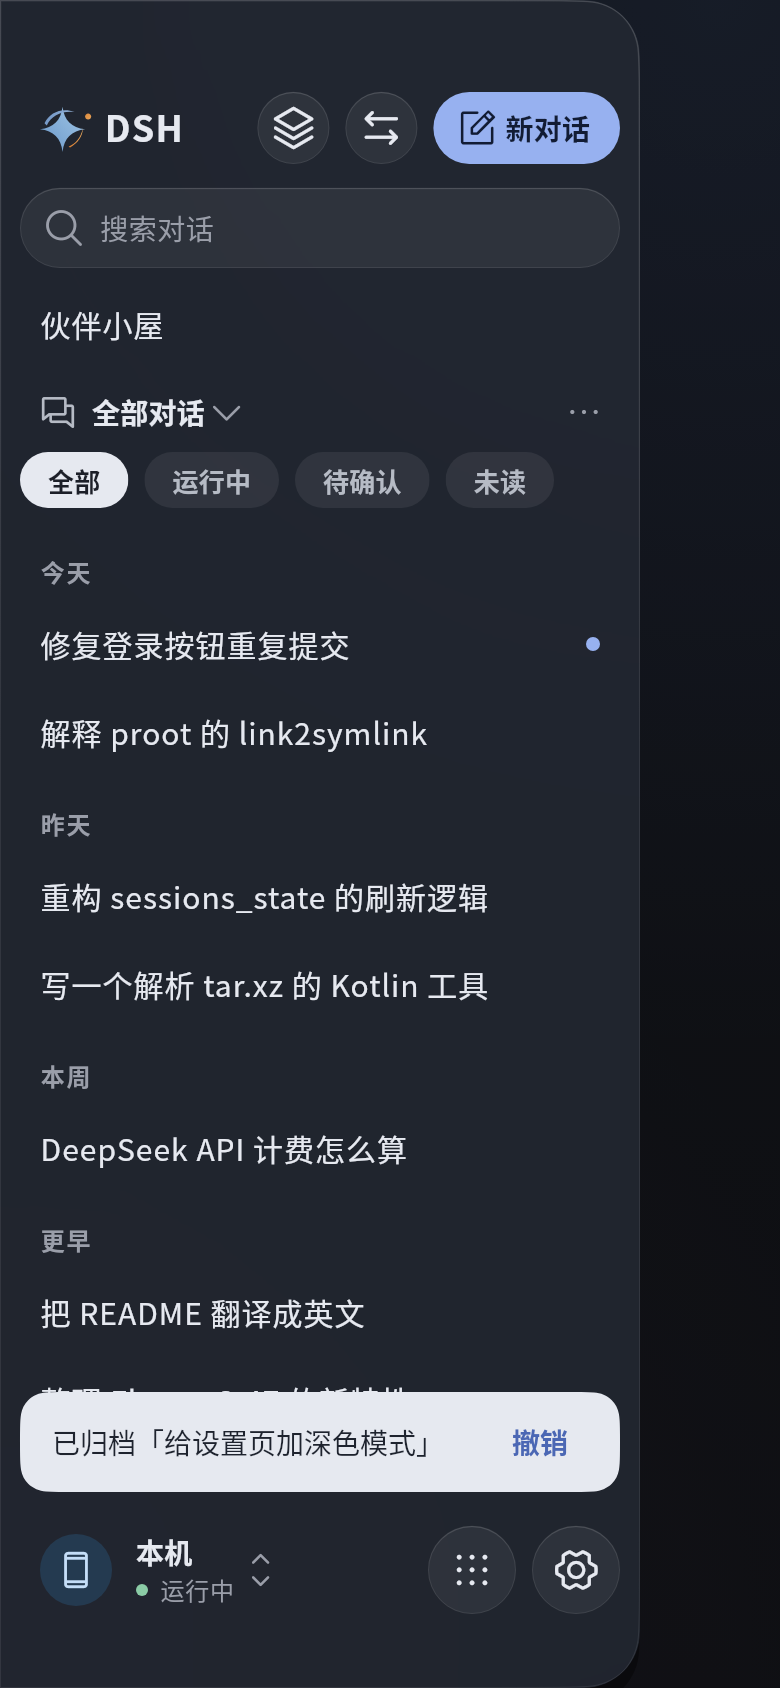 DSH
新对话
搜索对话
伙伴小屋
全部对话
全部
运行中
待确认
未读
今天
修复登录按钮重复提交
解释 proot 的 link2symlink
昨天
重构 sessions_state 的刷新逻辑
写一个解析 tar.xz 的 Kotlin 工具
本周
DeepSeek API 计费怎么算
更早
把 README 翻译成英文
已归档「给设置页加深色模式」
撤销
本机
运行中